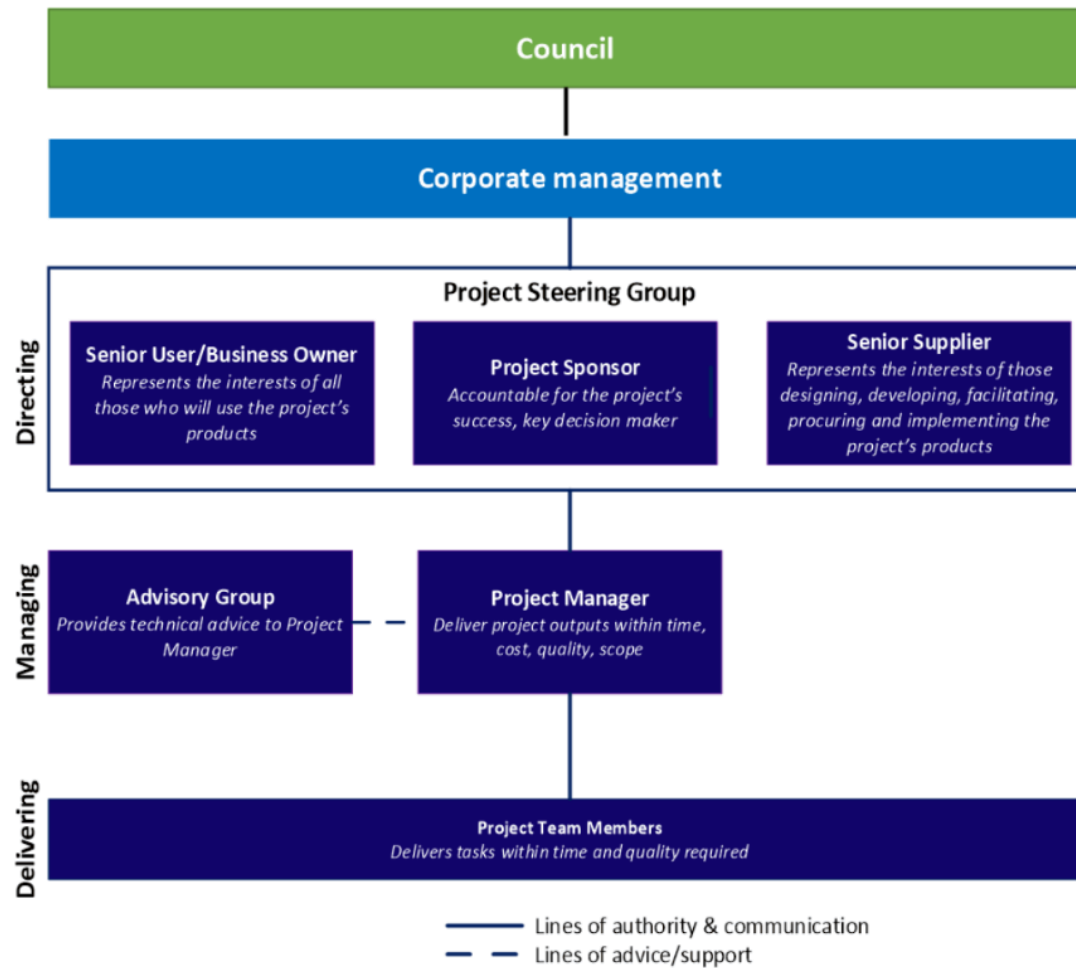 Council
Corporate management
Directing
Project Steering Group
Senior User/Business Owner
Represents the interests of all
those who will use the project's
products
Project Sponsor
Accountable for the project's
success, key decision maker
Senior Supplier
Represents the interests of those
designing, developing, facilitating,
procuring and implementing the
project's products
Managing
Advisory Group
Provides technical advice to Project
Manager
Project Manager
Deliver project outputs within time,
cost, quality, scope
Delivering
Project Team Members
Delivers tasks within time and quality required
Lines of authority & communication
Lines of advice/support